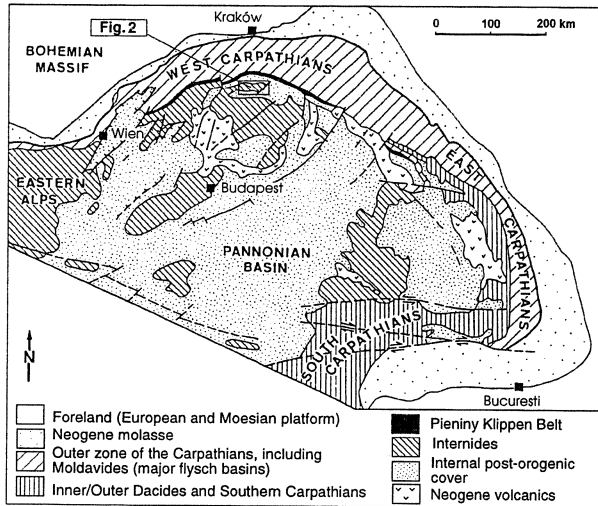 Kraków
Fig. 2
0 100 200 km
BOHEMIAN
MASSIF
WEST CARPATHIANS
Wien
EASTERN
ALPS
Budapest
EAST
CARPATHIANS
PANNONIAN
BASIN
SOUTH
CARPATHIANS
N
Bucuresti
Foreland (European and Moesian platform)
Neogene molasse
Outer zone of the Carpathians, including
Moldavides (major flysch basins)
Inner/Outer Dacides and Southern Carpathians
Pieniny Klippen Belt
Internides
Internal post-orogenic
cover
Neogene volcanics